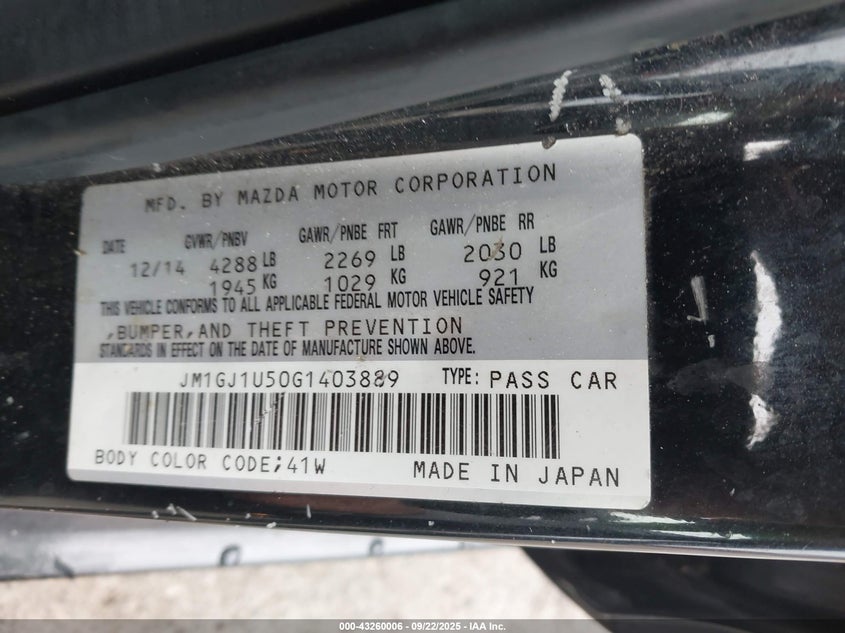 MFD. BY MAZDA MOTOR CORPORATION
DATE GVWR/PNBV GAWR/PNBE FRT GAWR/PNBE RR
12/14 4288 LB 2269 LB 2030 LB
1945 KG 1029 KG 921 KG
THIS VEHICLE CONFORMS TO ALL APPLICABLE FEDERAL MOTOR VEHICLE SAFETY
,BUMPER,AND THEFT PREVENTION
STANDARDS IN EFFECT ON THE DATE OF MANUFACTURE SHOWN ABOVE.
JM1GJ1U50G1403889 TYPE: PASS CAR
BODY COLOR CODE;41W MADE IN JAPAN
000-43260006 - 09/22/2025 - IAA Inc.